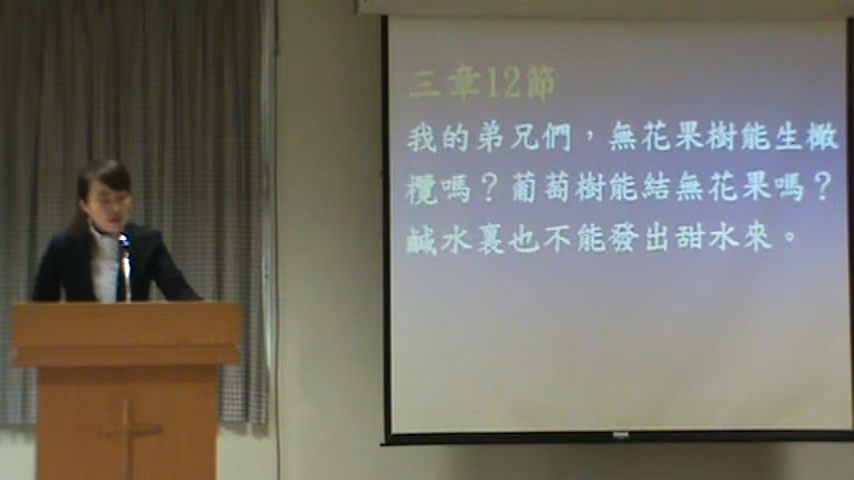 三章12節
我的弟兄們，無花果樹能生橄
欖嗎？葡萄樹能結無花果嗎？
鹹水裏也不能發出甜水來。